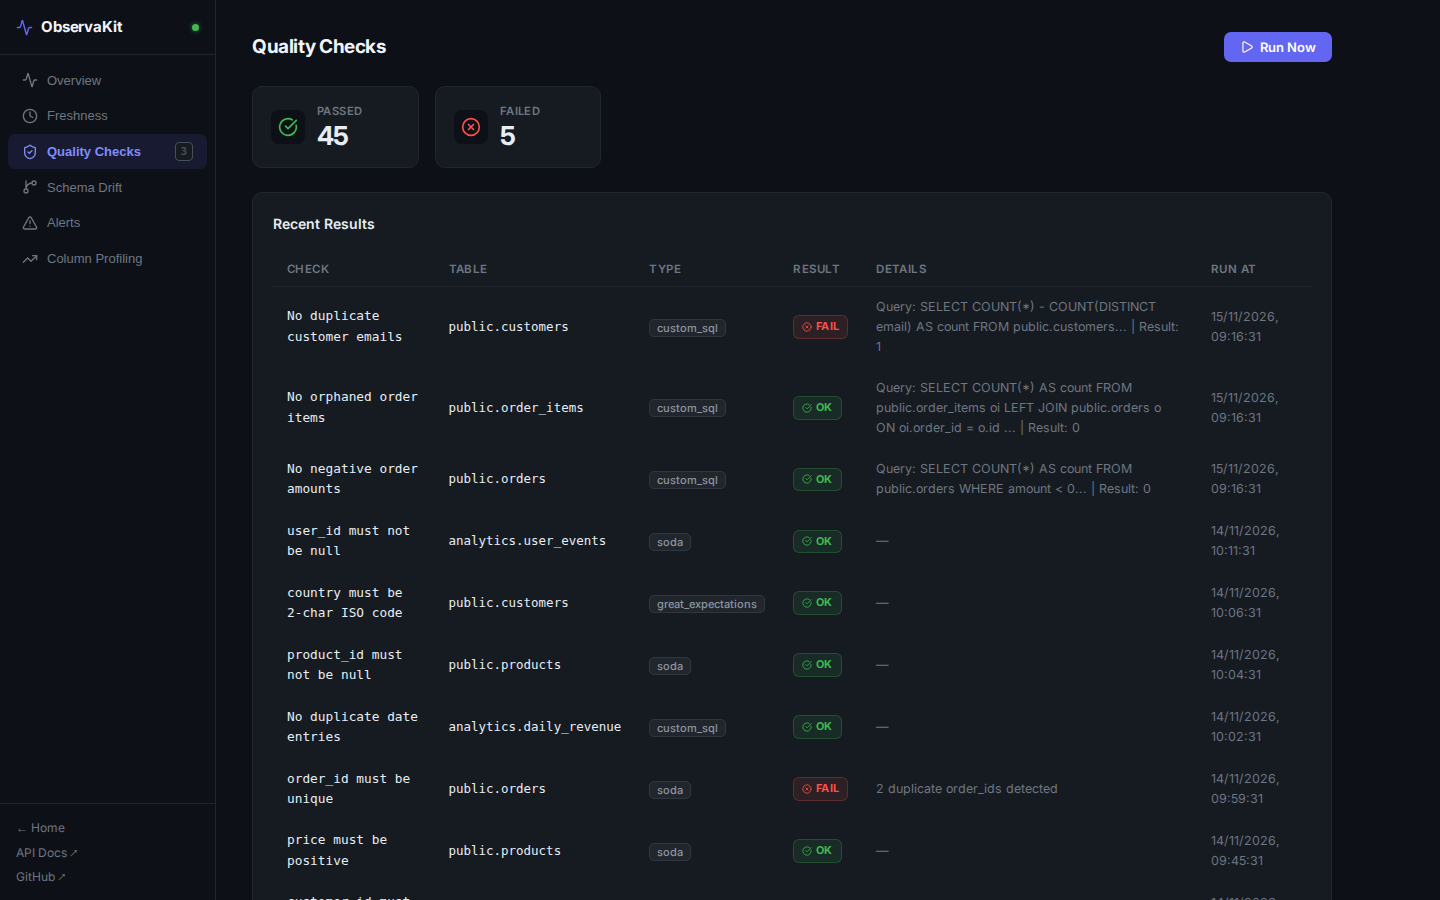 ObservaKit
Overview
Freshness
Quality Checks
3
Schema Drift
Alerts
Column Profiling
← Home
API Docs ↗
GitHub ↗
Quality Checks
Run Now
PASSED
45
FAILED
5
Recent Results
CHECK TABLE TYPE RESULT DETAILS RUN AT
No duplicate
customer emails
public.customers
custom_sql
FAIL
Query: SELECT COUNT(*) - COUNT(DISTINCT
email) AS count FROM public.customers... | Result:
1
15/11/2026,
09:16:31
No orphaned order
items
public.order_items
custom_sql
OK
Query: SELECT COUNT(*) AS count FROM
public.order_items oi LEFT JOIN public.orders o
ON oi.order_id = o.id ... | Result: 0
15/11/2026,
09:16:31
No negative order
amounts
public.orders
custom_sql
OK
Query: SELECT COUNT(*) AS count FROM
public.orders WHERE amount < 0... | Result: 0
15/11/2026,
09:16:31
user_id must not
be null
analytics.user_events
soda
OK
—
14/11/2026,
10:11:31
country must be
2-char ISO code
public.customers
great_expectations
OK
—
14/11/2026,
10:06:31
product_id must
not be null
public.products
soda
OK
—
14/11/2026,
10:04:31
No duplicate date
entries
analytics.daily_revenue
custom_sql
OK
—
14/11/2026,
10:02:31
order_id must be
unique
public.orders
soda
FAIL
2 duplicate order_ids detected
14/11/2026,
09:59:31
price must be
positive
public.products
soda
OK
—
14/11/2026,
09:45:31